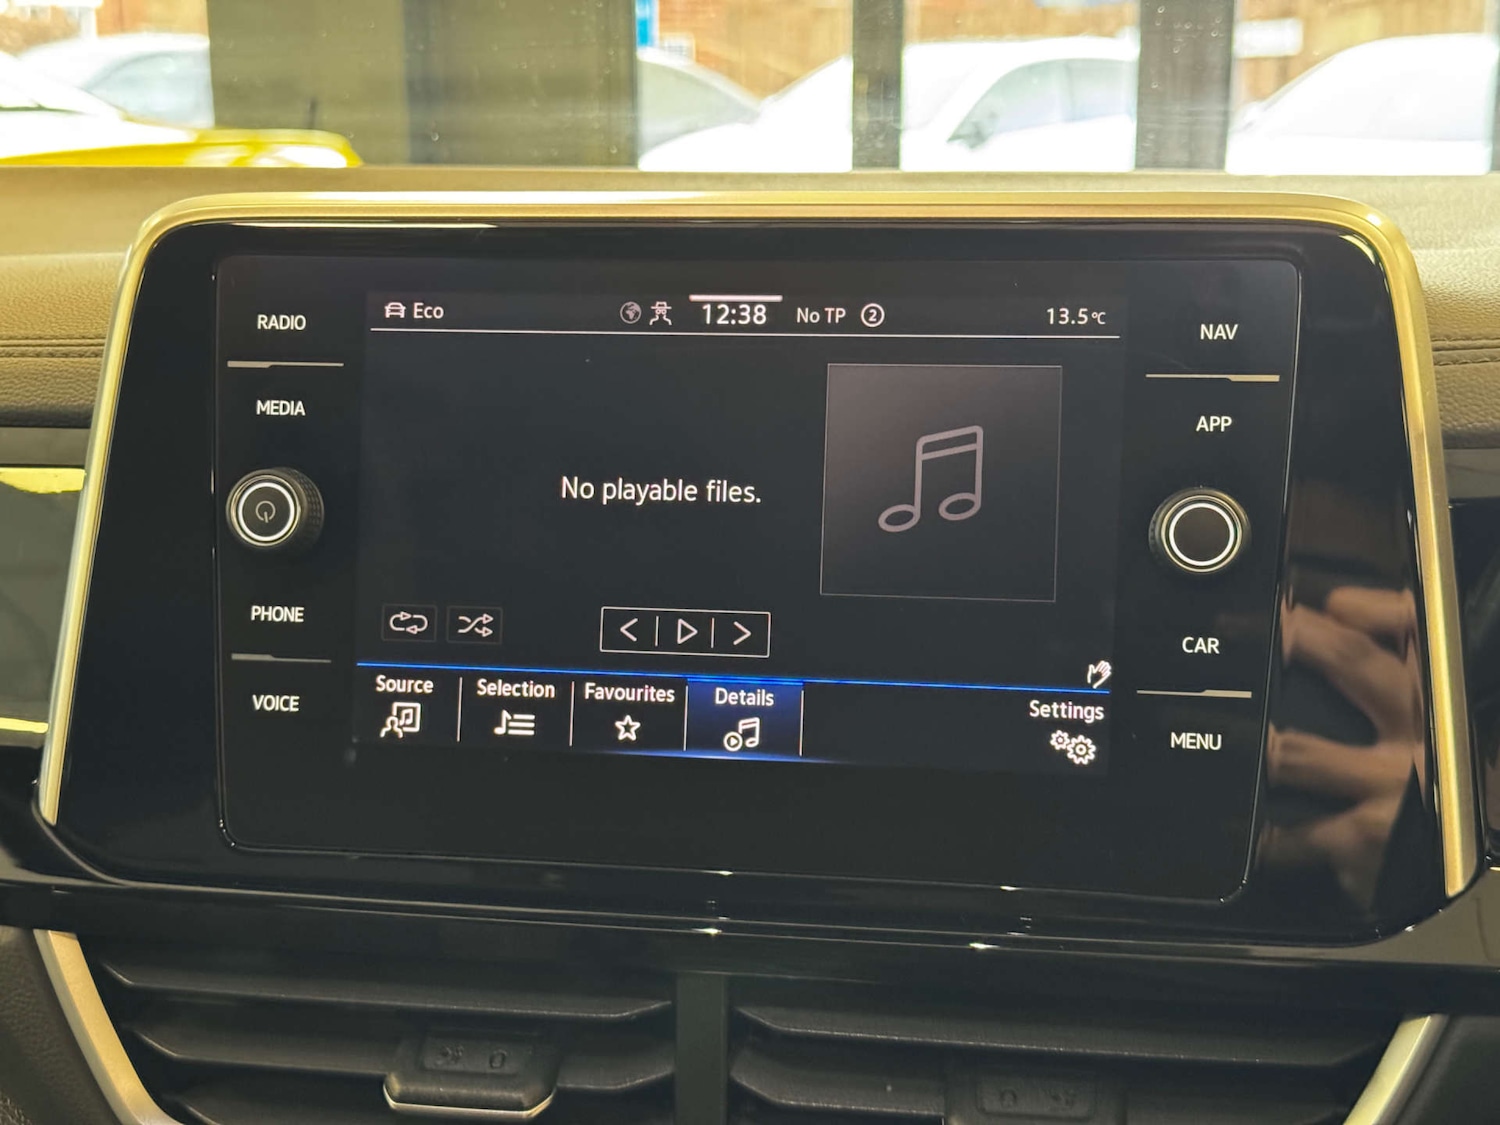 RADIO
MEDIA
PHONE
VOICE
Eco
12:38
No TP 2
13.5°C
No playable files.
Source
Selection
Favourites
Details
Settings
NAV
APP
CAR
MENU